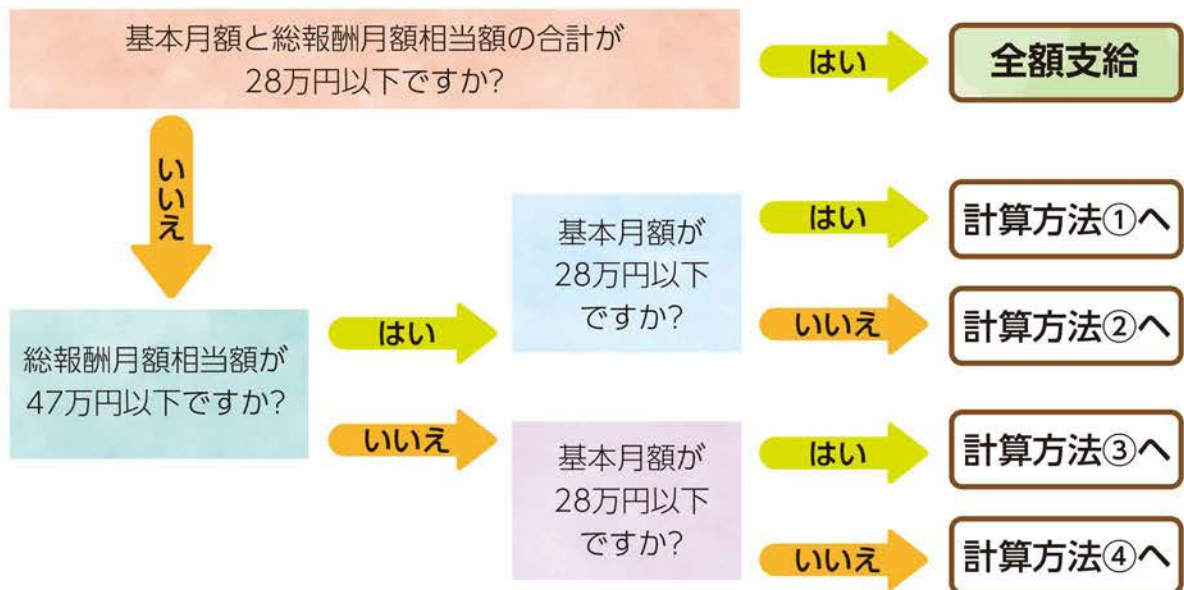 基本月額と総報酬月額相当額の合計が
28万円以下ですか?
はい
全額支給
いいえ
総報酬月額相当額が
47万円以下ですか?
はい
基本月額が
28万円以下
ですか?
はい
計算方法①へ
いいえ
計算方法②へ
いいえ
基本月額が
28万円以下
ですか?
はい
計算方法③へ
いいえ
計算方法④へ